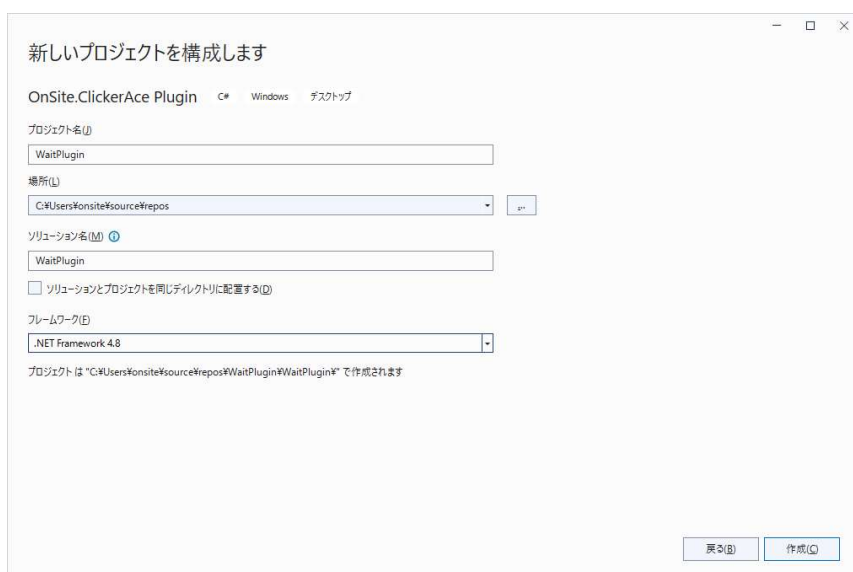 新しいプロジェクトを構成します
OnSite.ClickerAce Plugin C# Windows デスクトップ
プロジェクト名(J)
WaitPlugin
場所(L)
C:¥Users¥onsite¥source¥repos
...
ソリューション名(M)
WaitPlugin
ソリューションとプロジェクトを同じディレクトリに配置する(D)
フレームワーク(F)
.NET Framework 4.8
プロジェクト は "C:¥Users¥onsite¥source¥repos¥WaitPlugin¥WaitPlugin¥" で作成されます
戻る(B) 作成(C)